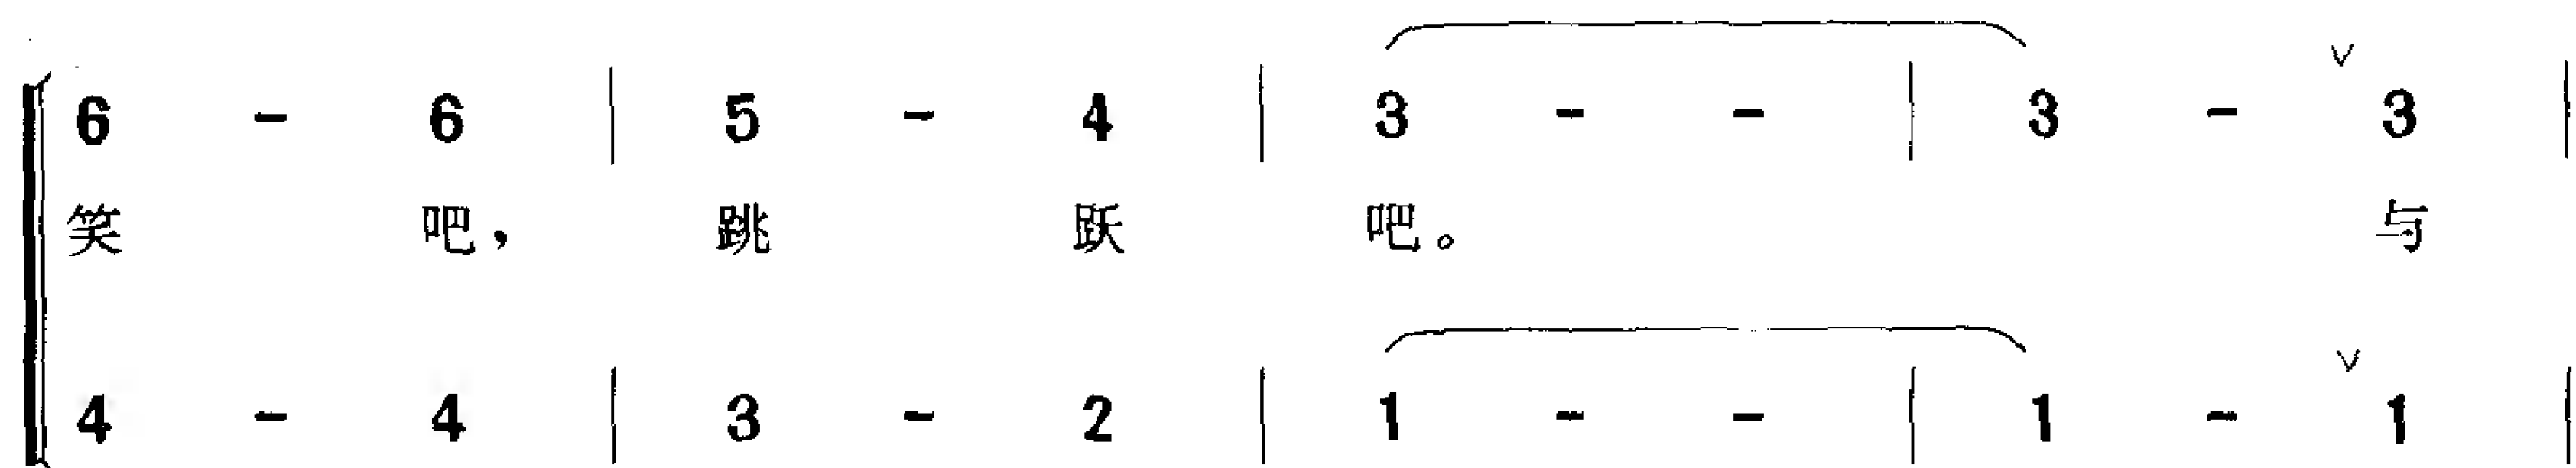 6 - 6 | 5 - 4 | 3 - - | 3 - 3 |
笑 吧， 跳 跃 吧。 与
4 - 4 | 3 - 2 | 1 - - | 1 - 1 |